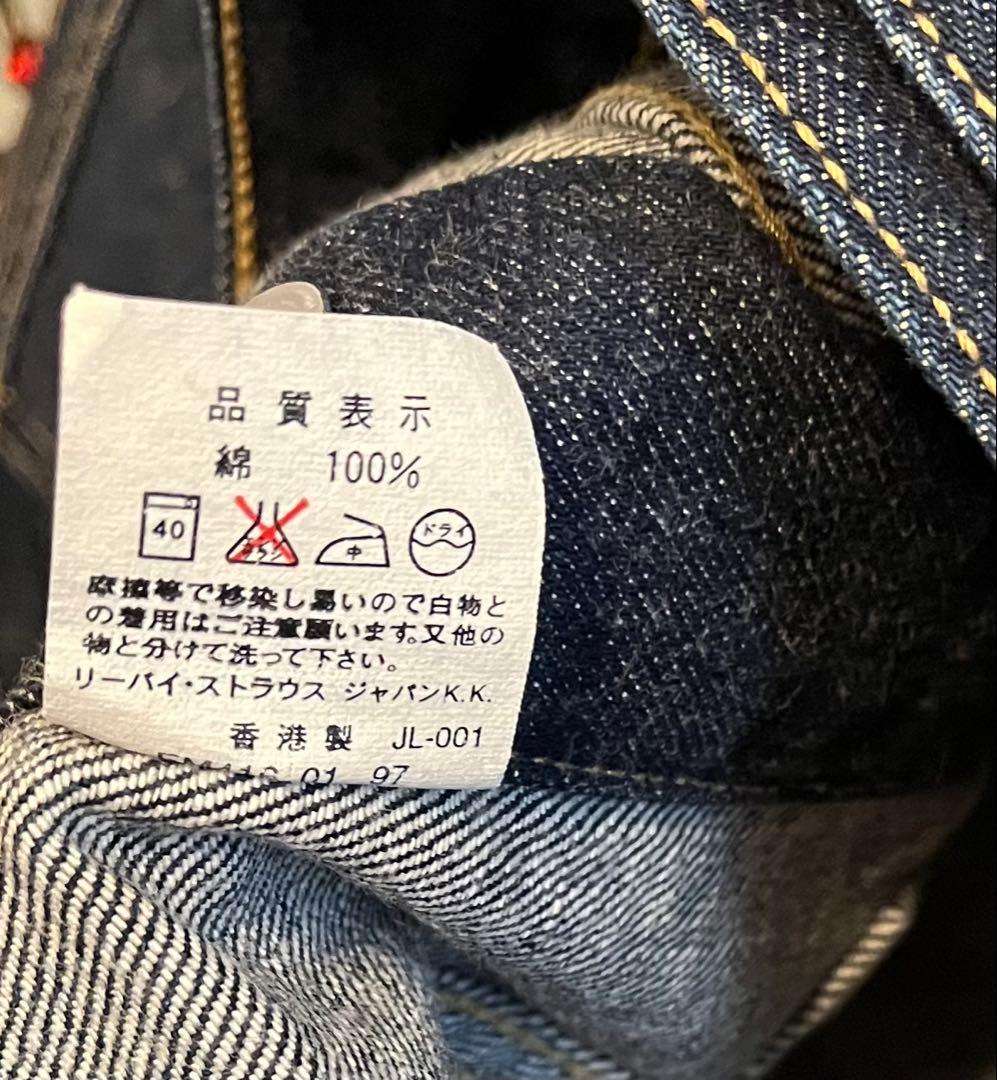 品質表示
綿 100%
40 中 ドライ
摩擦等で移染し易いので白物と
の着用はご注意願います。又他の
物と分けて洗って下さい。
リーバイ・ストラウス ジャパンK.K.
香港製 JL-001
01 97